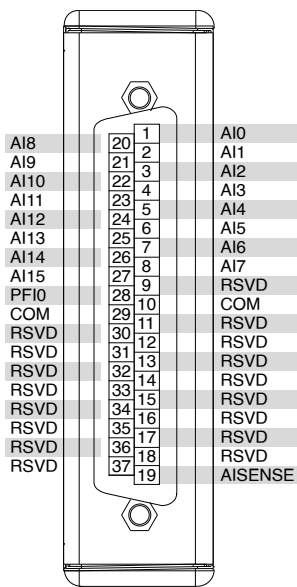 1 AI0
AI8 20
2 AI1
AI9 21
3 AI2
AI10 22
4 AI3
AI11 23
5 AI4
AI12 24
6 AI5
AI13 25
7 AI6
AI14 26
8 AI7
AI15 27
9 RSVD
PFI0 28
10 COM
COM 29
11 RSVD
RSVD 30
12 RSVD
RSVD 31
13 RSVD
RSVD 32
14 RSVD
RSVD 33
15 RSVD
RSVD 34
16 RSVD
RSVD 35
17 RSVD
RSVD 36
18 RSVD
RSVD 37
19 AISENSE